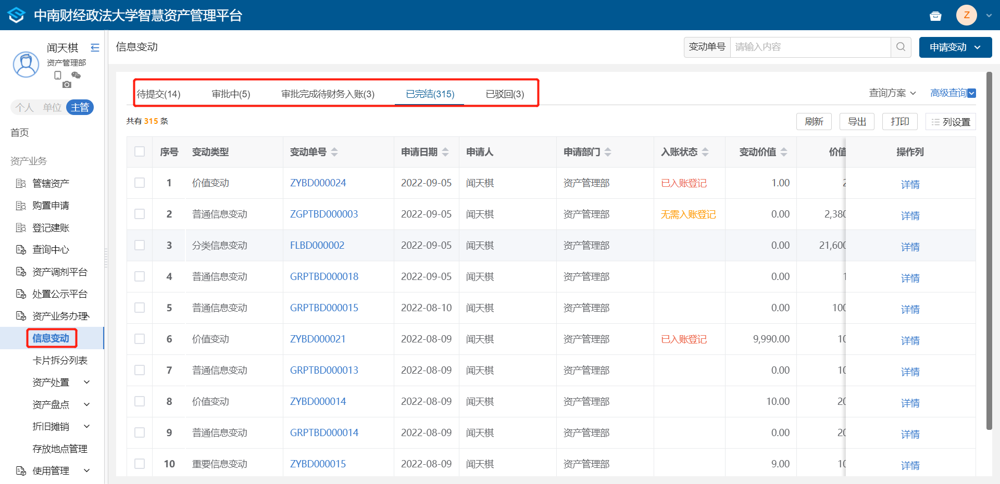 中南财经政法大学智慧资产管理平台
Z
闻天棋
资产管理部
个人 单位 主管
首页
资产业务
管辖资产
购置申请
登记建账
查询中心
资产调剂平台
处置公示平台
资产业务办理
信息变动
卡片拆分列表
资产处置
资产盘点
折旧摊销
存放地点管理
使用管理
信息变动
变动单号 请输入内容
申请变动
待提交(14) 审批中(5) 审批完成待财务入账(3) 已完结(315) 已驳回(3)
查询方案 高级查询
共有 315 条
刷新 导出 打印 列设置
序号 变动类型 变动单号 申请日期 申请人 申请部门 入账状态 变动价值 价值 操作列
1 价值变动 ZYBD000024 2022-09-05 闻天棋 资产管理部 已入账登记 1.00 2 详情
2 普通信息变动 ZGPTBD000003 2022-09-05 闻天棋 资产管理部 无需入账登记 0.00 2,380 详情
3 分类信息变动 FLBD000002 2022-09-05 闻天棋 资产管理部 0.00 21,600 详情
4 普通信息变动 GRPTBD000018 2022-09-05 闻天棋 资产管理部 0.00 1 详情
5 普通信息变动 GRPTBD000015 2022-08-10 闻天棋 资产管理部 0.00 100 详情
6 价值变动 ZYBD000021 2022-08-09 闻天棋 资产管理部 已入账登记 9,990.00 10 详情
7 普通信息变动 GRPTBD000013 2022-08-09 闻天棋 资产管理部 0.00 10 详情
8 价值变动 ZYBD000014 2022-08-09 闻天棋 资产管理部 10.00 20 详情
9 普通信息变动 GRPTBD000014 2022-08-09 闻天棋 资产管理部 0.00 20 详情
10 重要信息变动 ZYBD000015 2022-08-09 闻天棋 资产管理部 9.00 10 详情